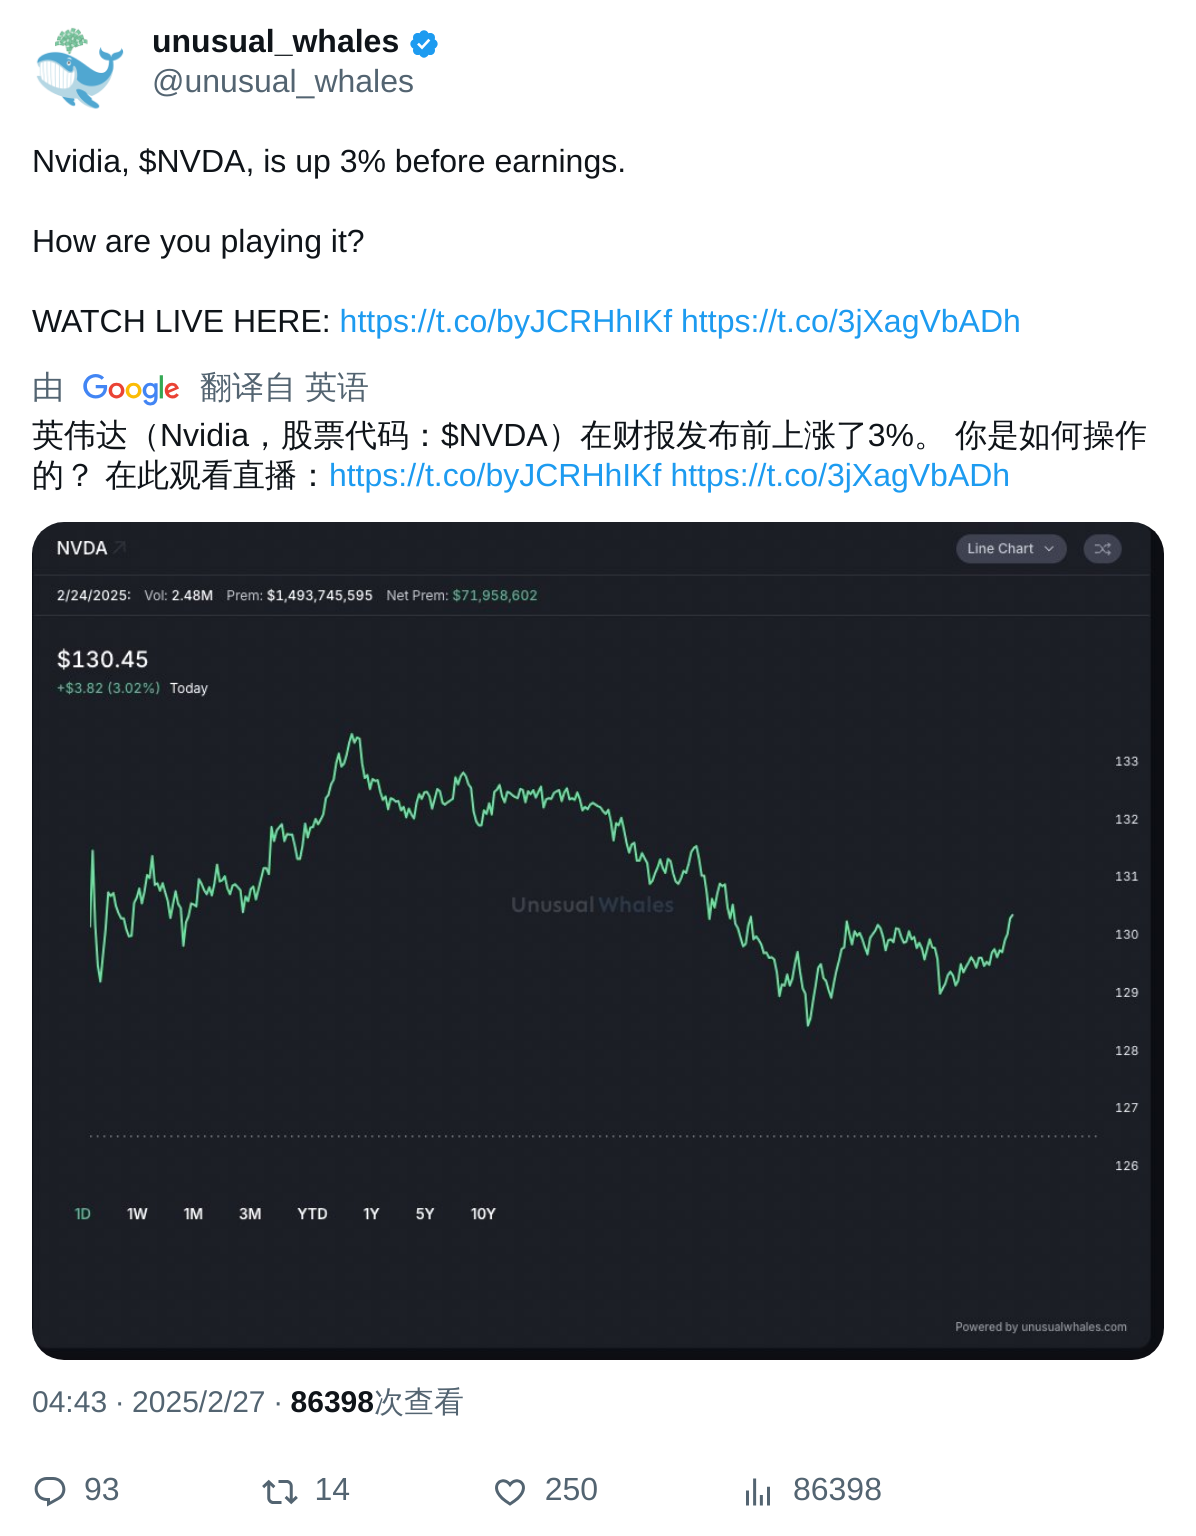 unusual_whales
@unusual_whales
Nvidia, $NVDA, is up 3% before earnings.
How are you playing it?
WATCH LIVE HERE: https://t.co/byJCRHhIKf https://t.co/3jXagVbADh
由 Google 翻译自 英语
英伟达（Nvidia，股票代码：$NVDA）在财报发布前上涨了3%。 你是如何操作
的？ 在此观看直播：https://t.co/byJCRHhIKf https://t.co/3jXagVbADh
NVDA
Line Chart
2/24/2025: Vol: 2.48M Prem: $1,493,745,595 Net Prem: $71,958,602
$130.45
+$3.82 (3.02%) Today
133
132
131
Unusual Whales
130
129
128
127
126
1D 1W 1M 3M YTD 1Y 5Y 10Y
Powered by unusualwhales.com
04:43 · 2025/2/27 · 86398次查看
93 14 250 86398